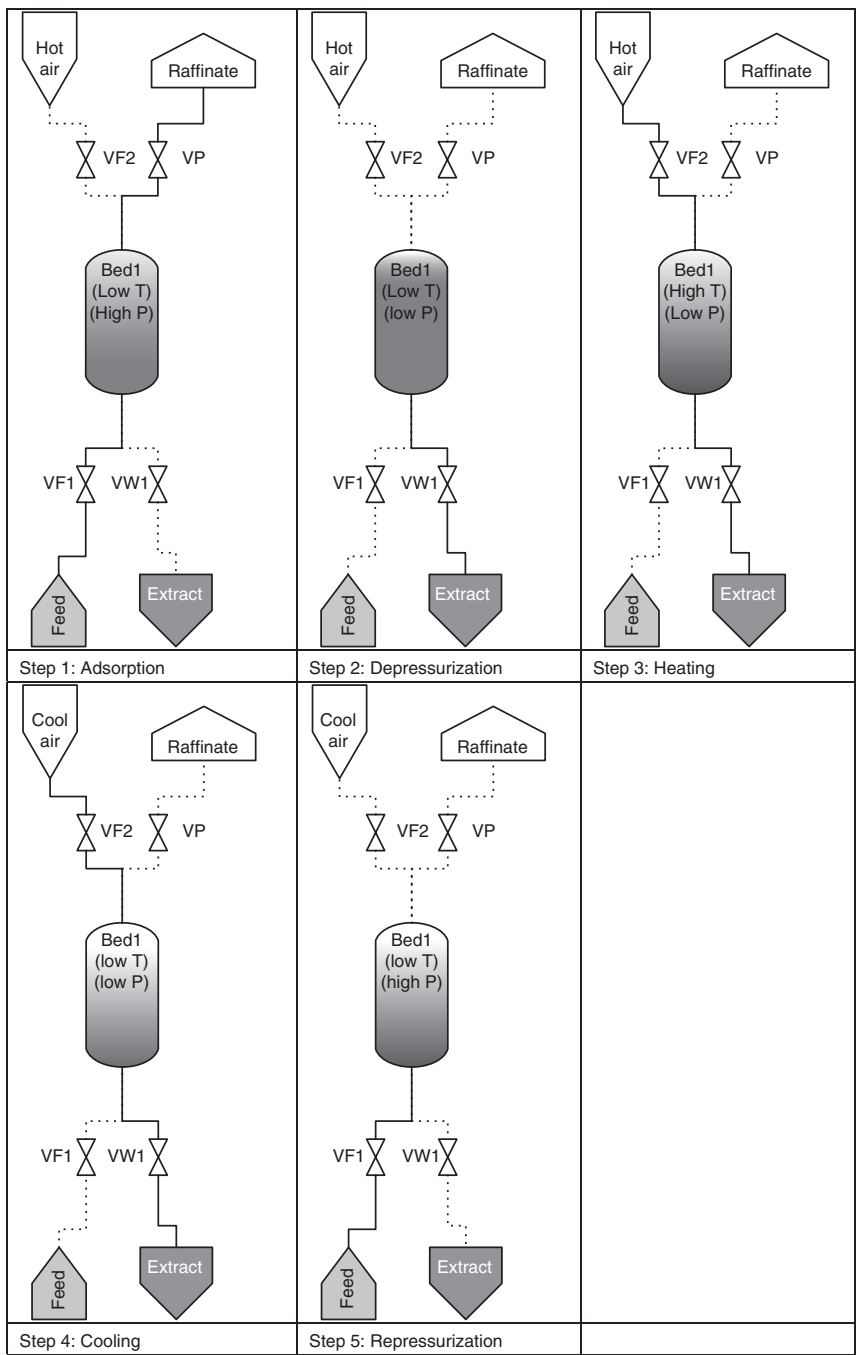 Hot
air
Raffinate
VF2
VP
Bed1
(Low T)
(High P)
VF1
VW1
Feed
Extract
Step 1: Adsorption
Hot
air
Raffinate
VF2
VP
Bed1
(Low T)
(low P)
VF1
VW1
Feed
Extract
Step 2: Depressurization
Hot
air
Raffinate
VF2
VP
Bed1
(High T)
(Low P)
VF1
VW1
Feed
Extract
Step 3: Heating
Cool
air
Raffinate
VF2
VP
Bed1
(low T)
(low P)
VF1
VW1
Feed
Extract
Step 4: Cooling
Cool
air
Raffinate
VF2
VP
Bed1
(low T)
(high P)
VF1
VW1
Feed
Extract
Step 5: Repressurization